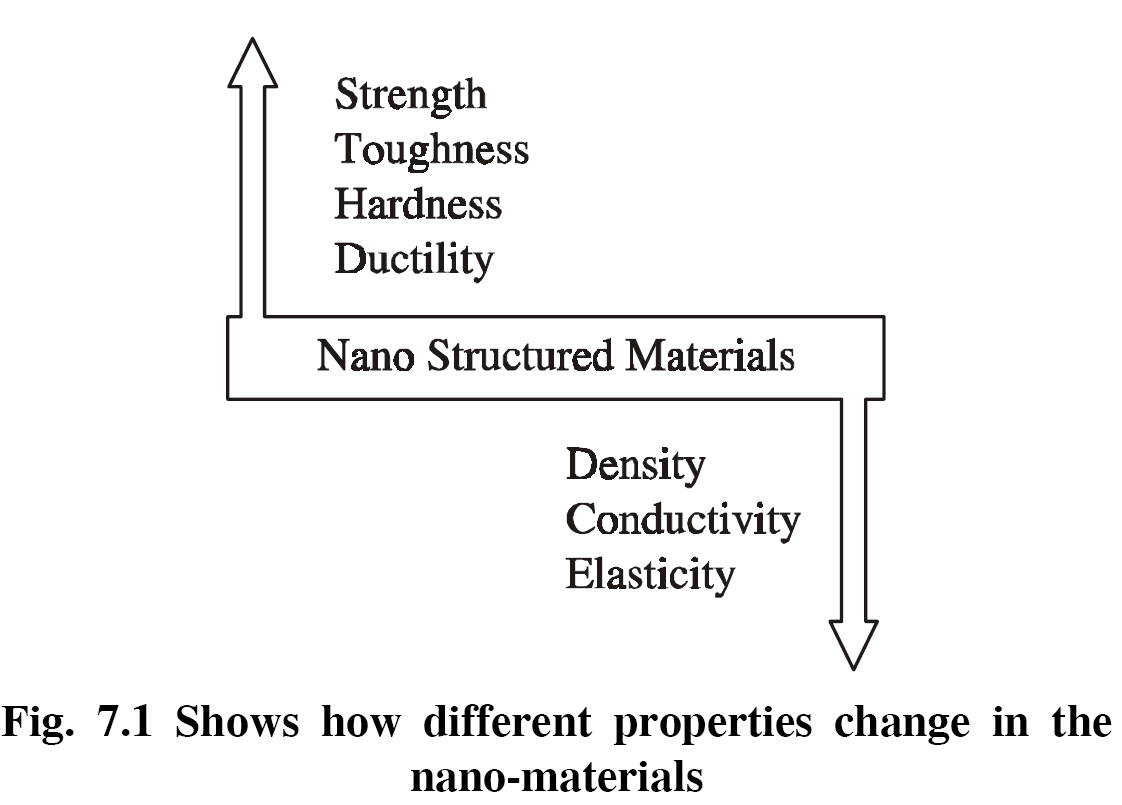 Strength
Toughness
Hardness
Ductility
Nano Structured Materials
Density
Conductivity
Elasticity
Fig. 7.1 Shows how different properties change in the
nano-materials